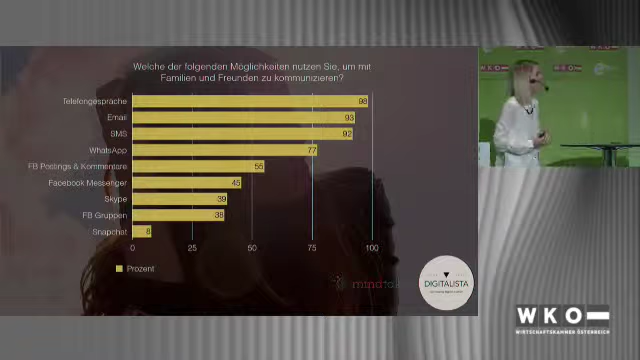 Welche der folgenden Möglichkeiten nutzen Sie, um mit
Familien und Freunden zu kommunizieren?
Telefongespräche 98
Email 93
SMS 92
WhatsApp 77
FB Postings & Kommentare 55
Facebook Messenger 45
Skype 39
FB Gruppen 38
Snapchat 8
0 25 50 75 100
Prozent
DIGITALISTA
WKO
WKO
WKO
WIRTSCHAFTSKAMMER ÖSTERREICH